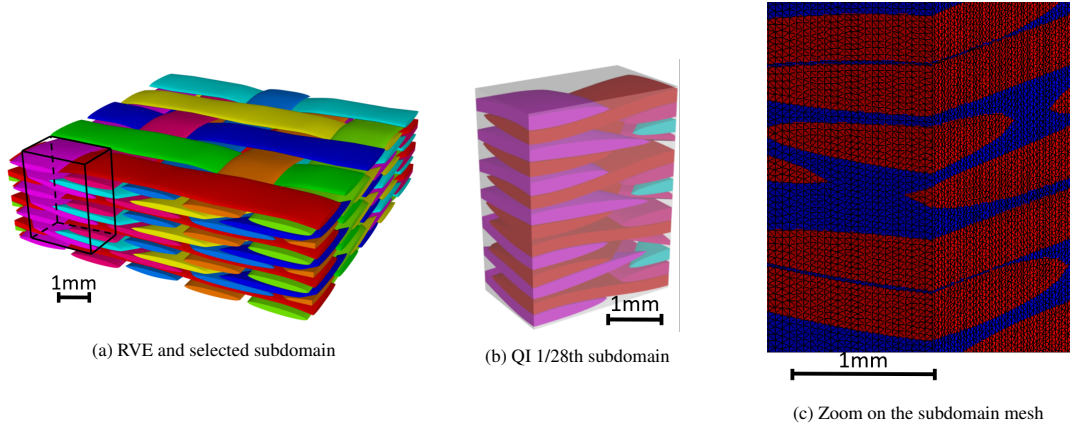 1mm
(a) RVE and selected subdomain
1mm
(b) QI 1/28th subdomain
1mm
(c) Zoom on the subdomain mesh